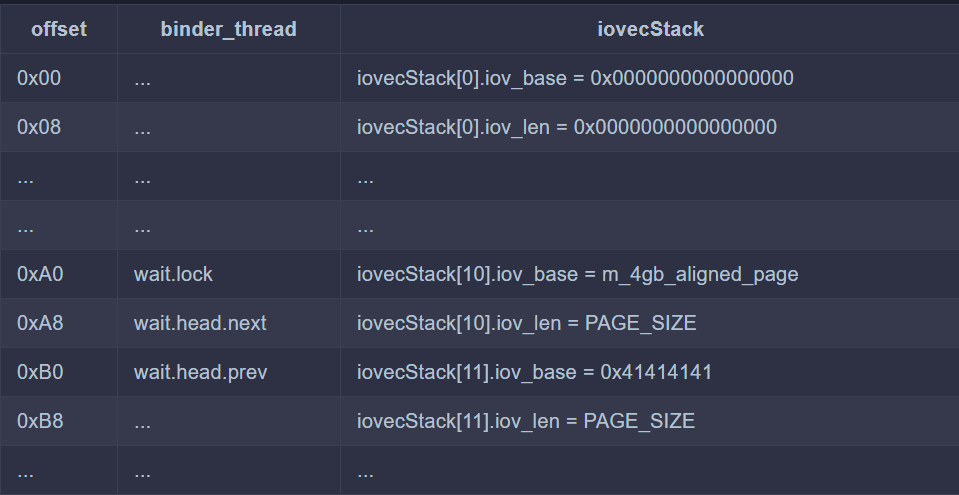 offset binder_thread iovecStack
0x00 ... iovecStack[0].iov_base = 0x0000000000000000
0x08 ... iovecStack[0].iov_len = 0x0000000000000000
... ... ...
... ... ...
0xA0 wait.lock iovecStack[10].iov_base = m_4gb_aligned_page
0xA8 wait.head.next iovecStack[10].iov_len = PAGE_SIZE
0xB0 wait.head.prev iovecStack[11].iov_base = 0x41414141
0xB8 ... iovecStack[11].iov_len = PAGE_SIZE
... ... ...